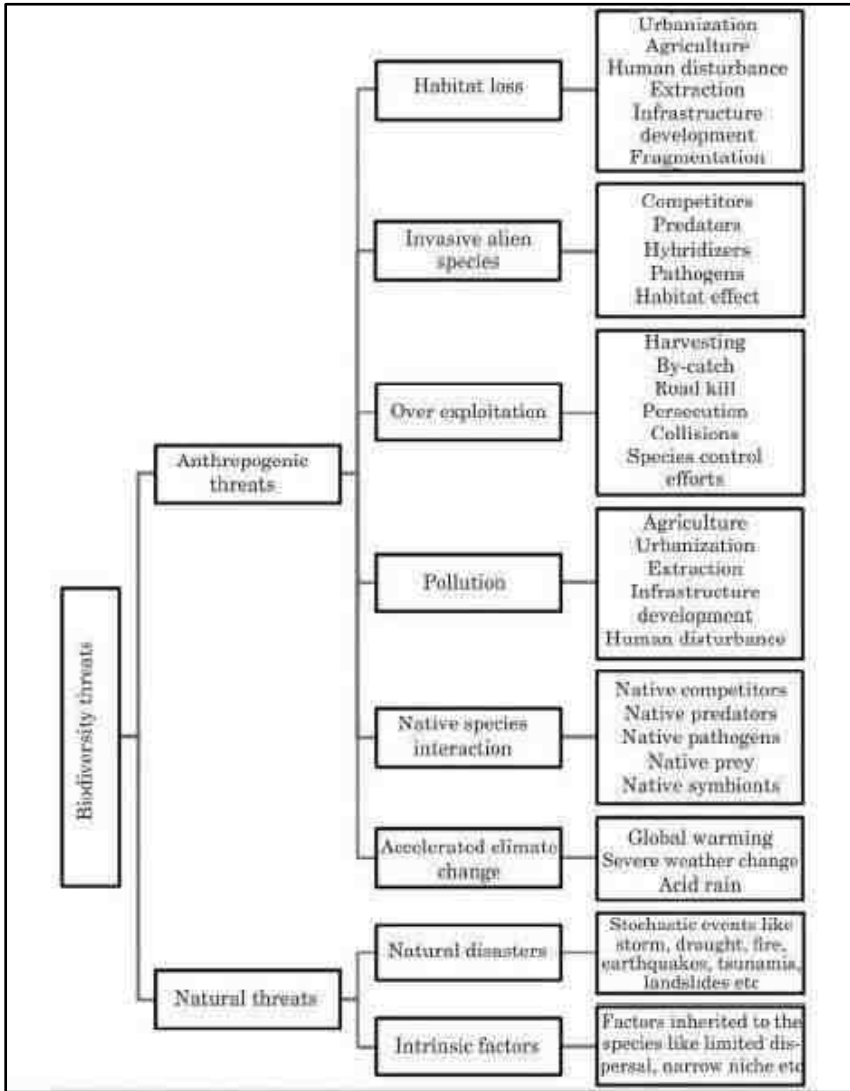 Biodiversity threats
Anthrepogenic
threats
Habitat loss
Urbanization
Agriculture
Human disturbance
Extraction
Infrastructure
development
Fragmentation
Invasive alien
species
Competitors
Predators
Hybridizers
Pathogens
Habitat effect
Over exploitation
Harvesting
By-catch
Road kill
Persecution
Collisions
Species control
efforts
Pollution
Agriculture
Urbanization
Extraction
Infrastructure
development
Human disturbance
Native species
interaction
Native competitors
Native predators
Native pathogens
Native prey
Native symbionts
Accelerated climate
change
Global warming
Severe weather change
Acid rain
Natural threats
Natural disasters
Stochastic events like
storm, draught, fire,
earthquakes, tsunamis,
landslides etc
Intrinsic factors
Factors inherited to the
species like limited dis-
persal, narrow niche etc